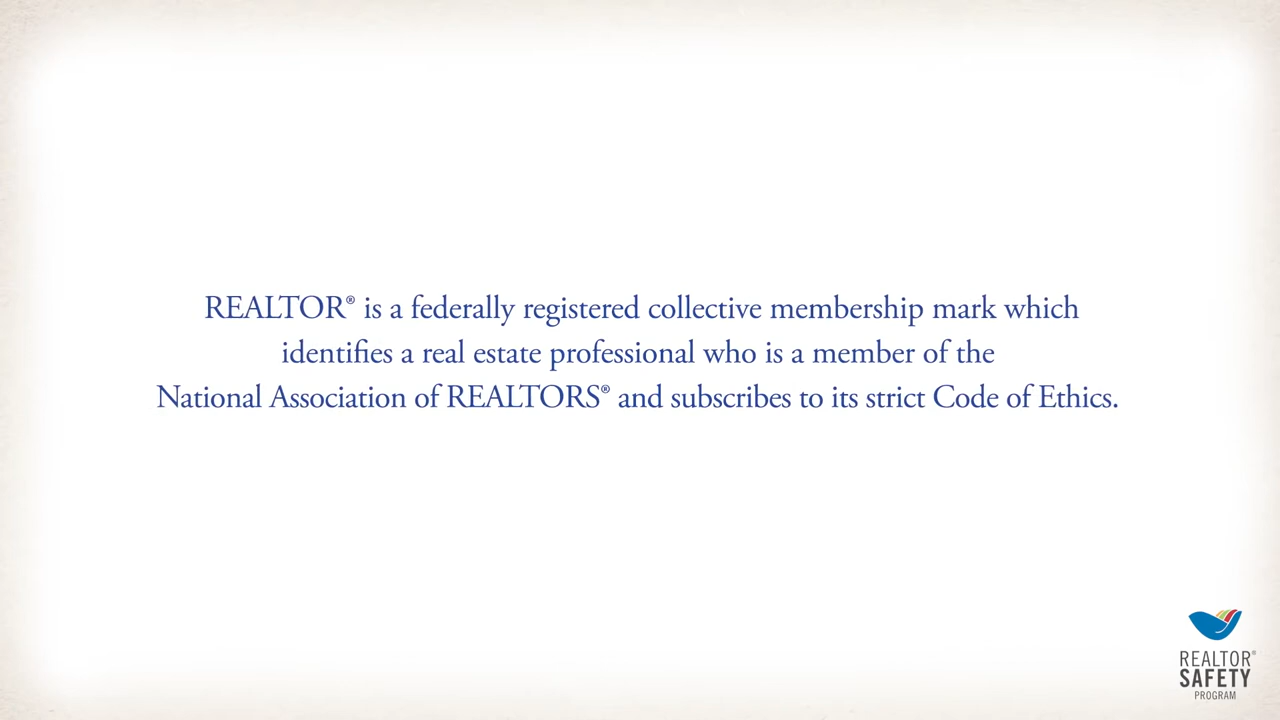 REALTOR® is a federally registered collective membership mark which
identifies a real estate professional who is a member of the
National Association of REALTORS® and subscribes to its strict Code of Ethics.
REALTOR®
SAFETY
PROGRAM